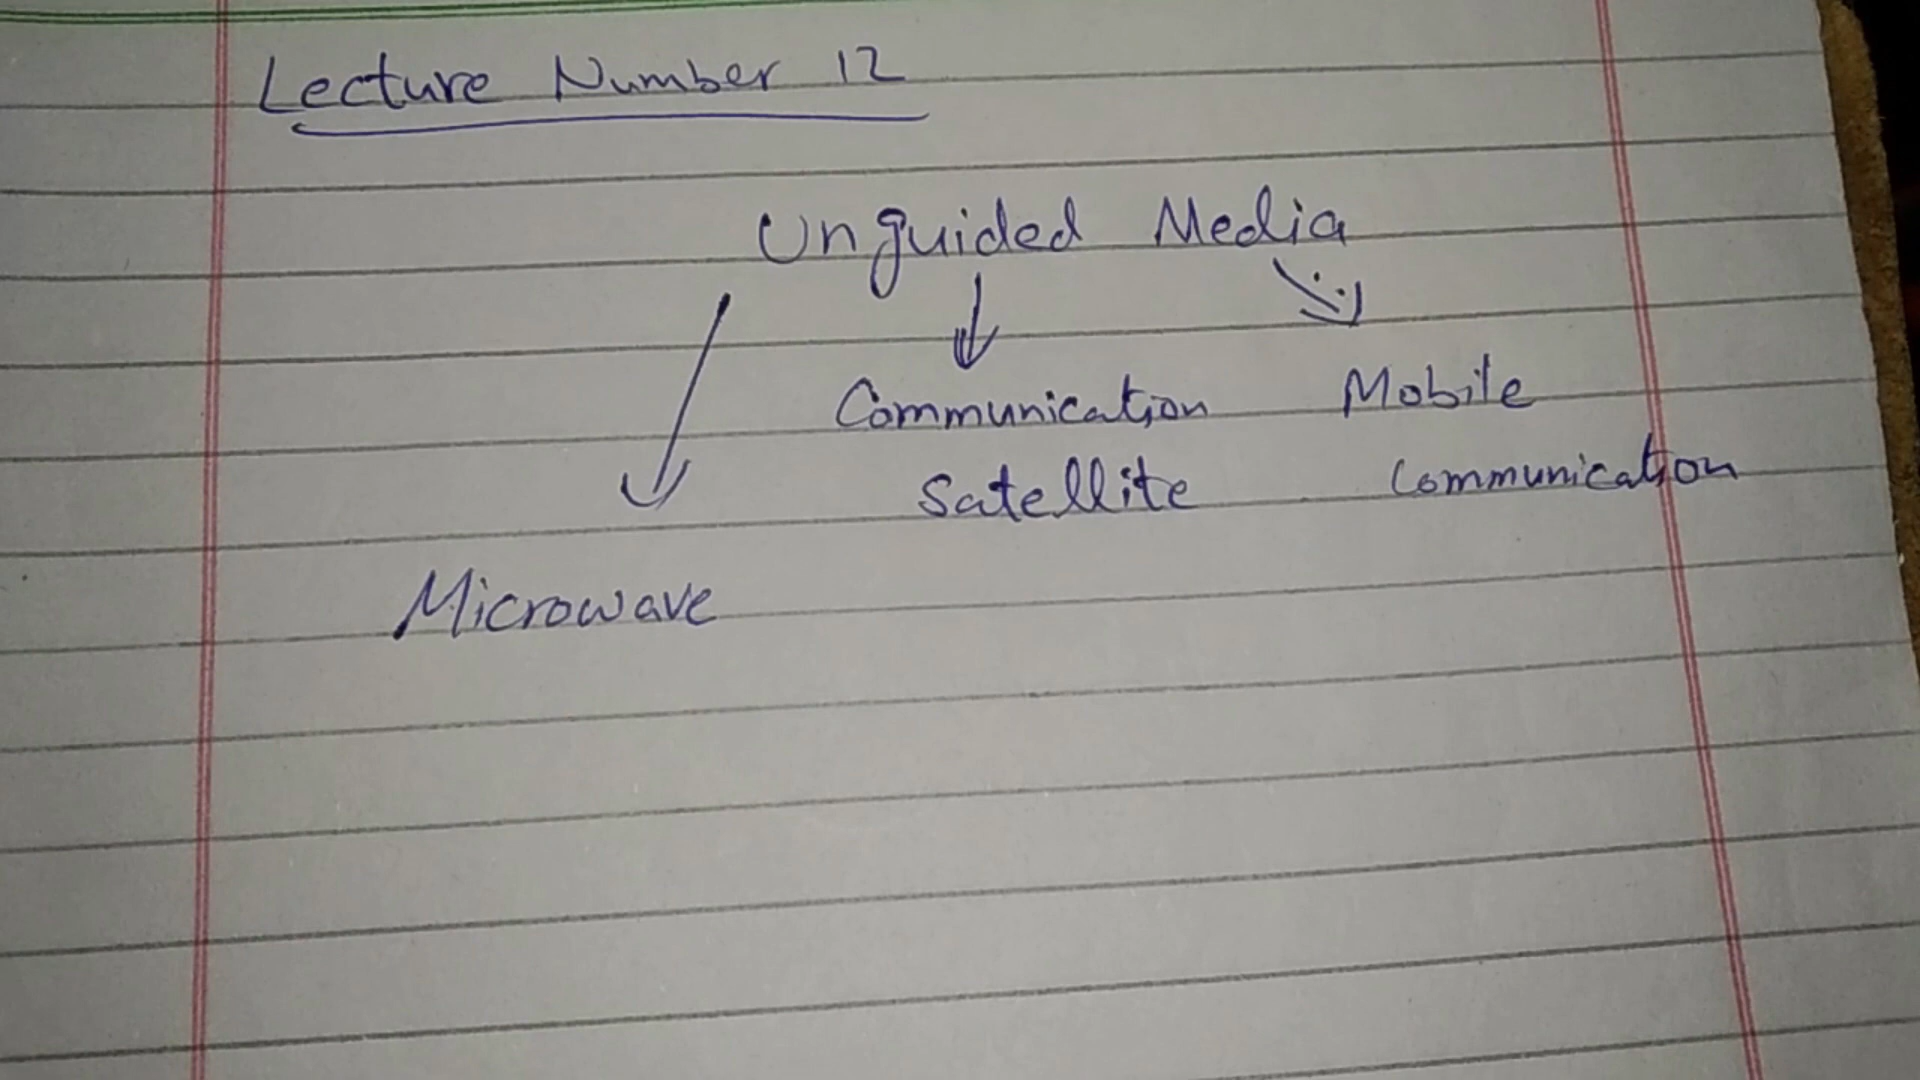 Lecture Number 12
Unguided Media
Communication Mobile
Satellite Communication
Microwave